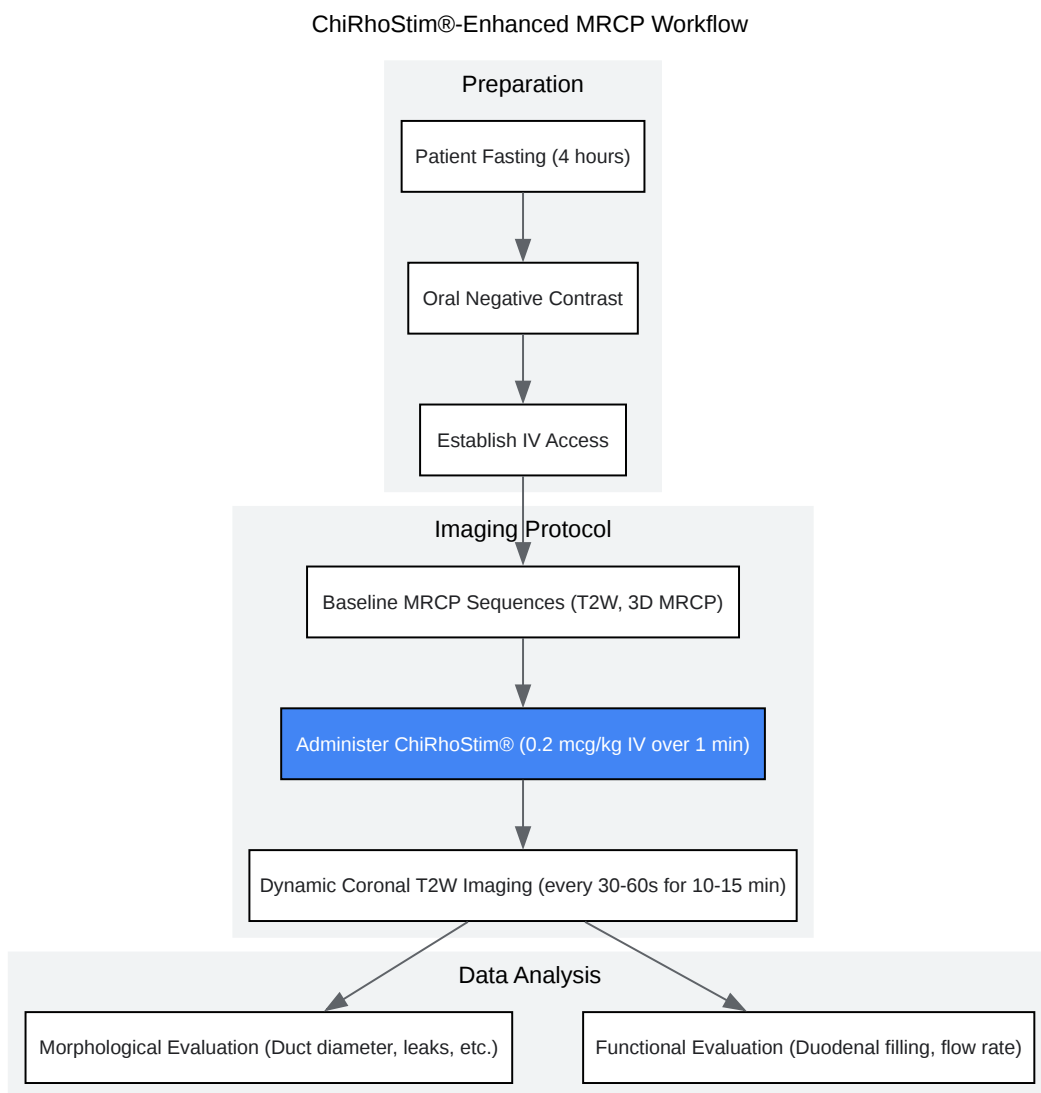 ChiRhoStim®-Enhanced MRCP Workflow
Preparation
Patient Fasting (4 hours)
Oral Negative Contrast
Establish IV Access
Imaging Protocol
Baseline MRCP Sequences (T2W, 3D MRCP)
Administer ChiRhoStim® (0.2 mcg/kg IV over 1 min)
Dynamic Coronal T2W Imaging (every 30-60s for 10-15 min)
Data Analysis
Morphological Evaluation (Duct diameter, leaks, etc.)
Functional Evaluation (Duodenal filling, flow rate)